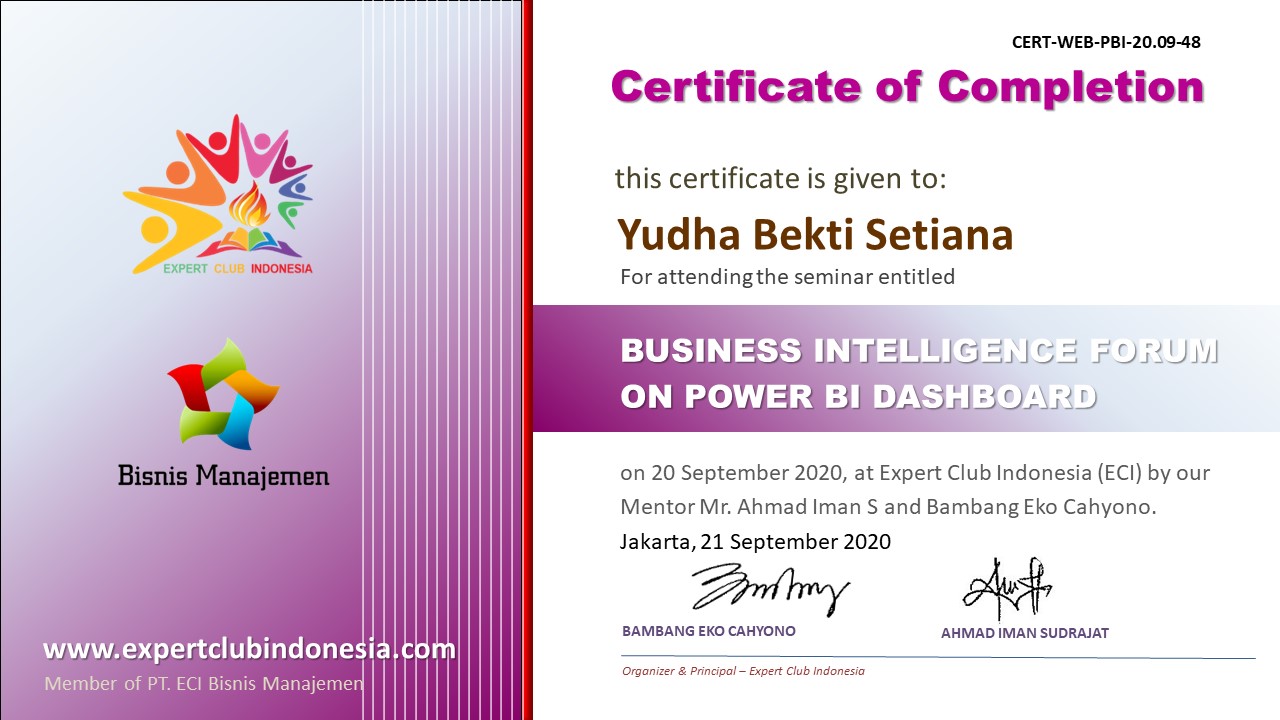 EXPERT CLUB INDONESIA
Bisnis Manajemen
www.expertclubindonesia.com
Member of PT. ECI Bisnis Manajemen
CERT-WEB-PBI-20.09-48
Certificate of Completion
this certificate is given to:
Yudha Bekti Setiana
For attending the seminar entitled
BUSINESS INTELLIGENCE FORUM
ON POWER BI DASHBOARD
on 20 September 2020, at Expert Club Indonesia (ECI) by our
Mentor Mr. Ahmad Iman S and Bambang Eko Cahyono.
Jakarta, 21 September 2020
BAMBANG EKO CAHYONO
AHMAD IMAN SUDRAJAT
Organizer & Principal – Expert Club Indonesia